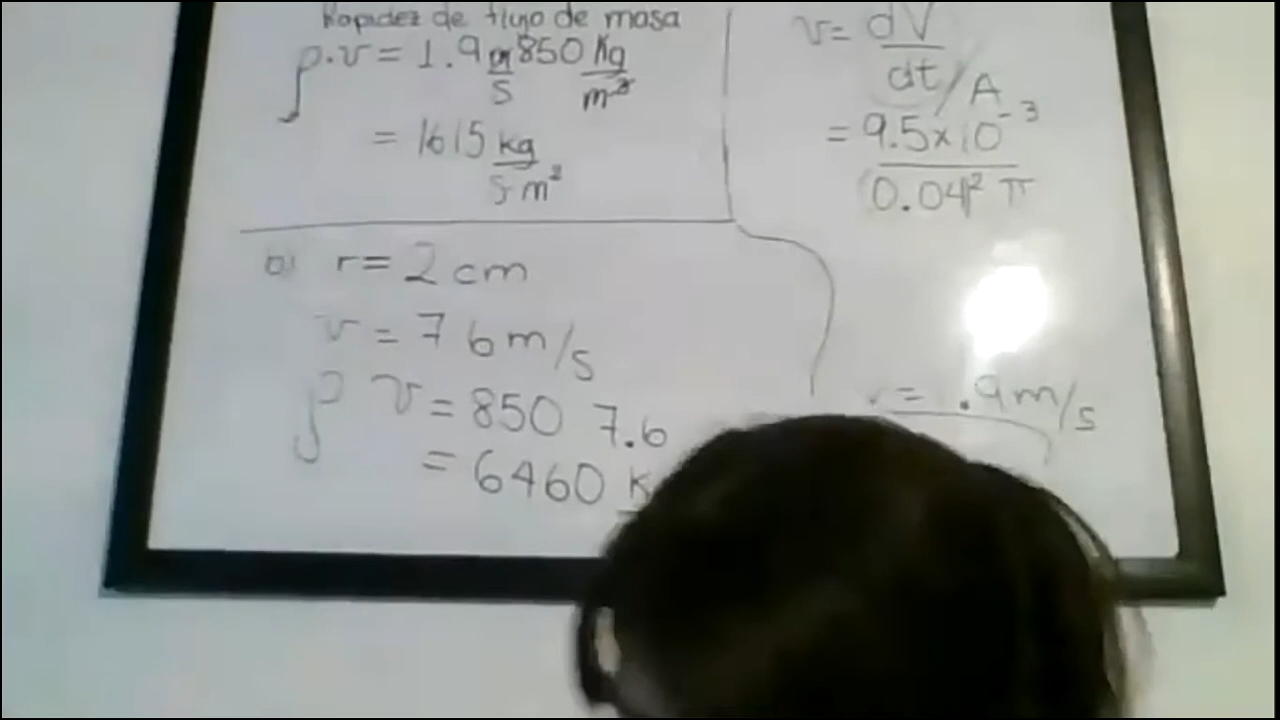 Rapidez de flujo de masa
ρ·v = 1.9 m/s 850 kg/m³
= 1615 kg/s·m²
r = 2 cm
v = 7 6 m/s
ρ v = 850 7.6
= 6460 K
v = dV/dt/A
= 9.5×10⁻³/0.04² π
v = .9 m/s